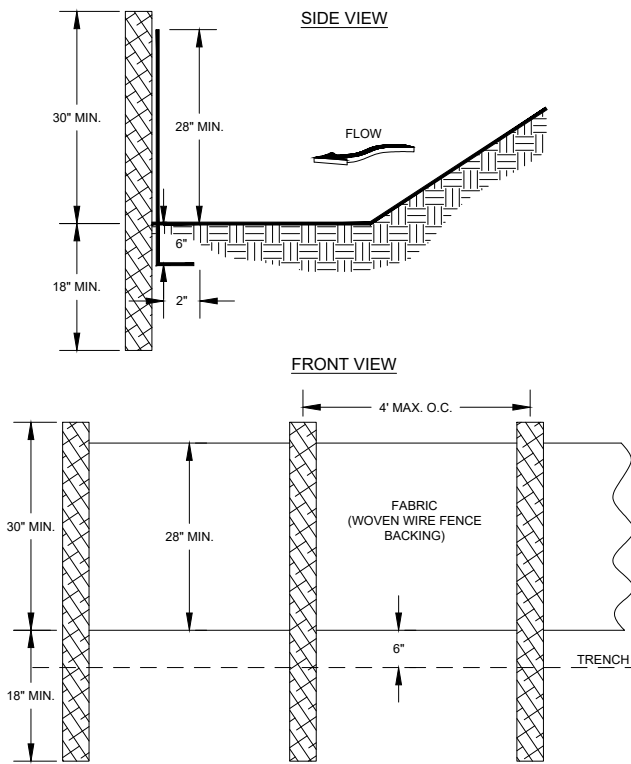 SIDE VIEW
30" MIN.
28" MIN.
FLOW
6"
18" MIN.
2"
FRONT VIEW
4' MAX. O.C.
30" MIN.
28" MIN.
FABRIC
(WOVEN WIRE FENCE
BACKING)
6"
TRENCH
18" MIN.